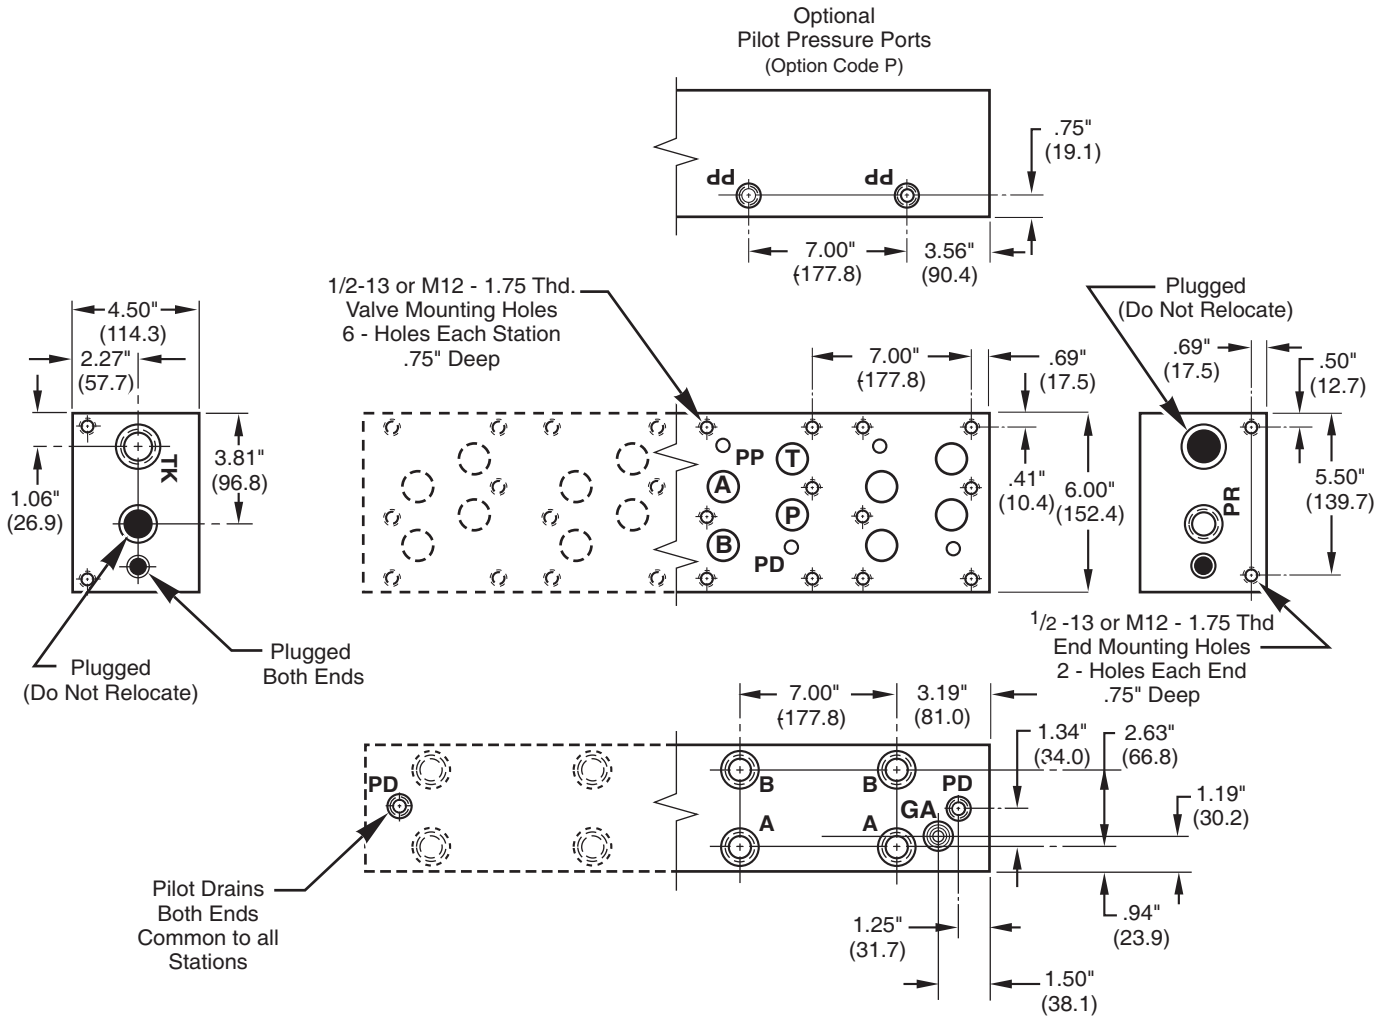 Optional
Pilot Pressure Ports
(Option Code P)
.75"
(19.1)
PP
PP
7.00"
(177.8)
3.56"
(90.4)
1/2-13 or M12 - 1.75 Thd.
Valve Mounting Holes
6 - Holes Each Station
.75" Deep
Plugged
(Do Not Relocate)
4.50"
(114.3)
2.27"
(57.7)
7.00"
(177.8)
.69"
(17.5)
.69"
(17.5)
.50"
(12.7)
TK
1.06"
(26.9)
3.81"
(96.8)
PP
T
A
P
B
PD
.41"
(10.4)
6.00"
(152.4)
PR
5.50"
(139.7)
Plugged
(Do Not Relocate)
Plugged
Both Ends
1/2 -13 or M12 - 1.75 Thd
End Mounting Holes
2 - Holes Each End
.75" Deep
7.00"
(177.8)
3.19"
(81.0)
1.34"
(34.0)
2.63"
(66.8)
PD
B
B
PD
A
A
GA
1.19"
(30.2)
Pilot Drains
Both Ends
Common to all
Stations
1.25"
(31.7)
.94"
(23.9)
1.50"
(38.1)